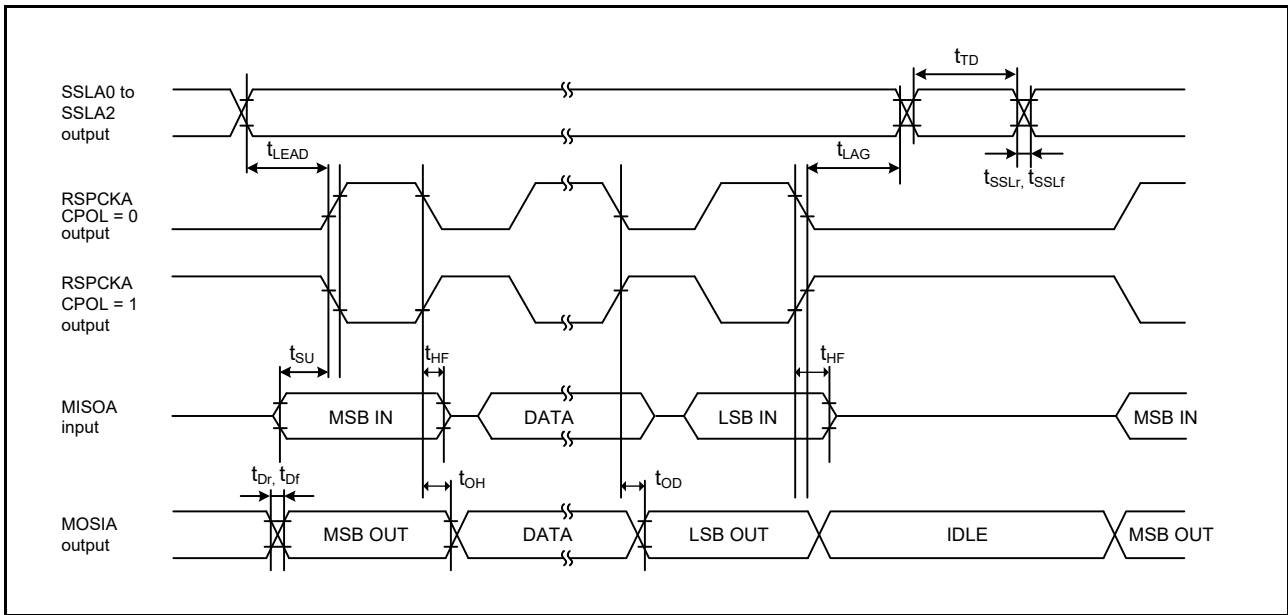 SSLA0 to
SSLA2
output
tTD
tLEAD
tLAG
tSSLr, tSSLf
RSPCKA
CPOL = 0
output
RSPCKA
CPOL = 1
output
tSU
tHF
tHF
MISOA
input
MSB IN
DATA
LSB IN
MSB IN
tDr, tDf
tOH
tOD
MOSIA
output
MSB OUT
DATA
LSB OUT
IDLE
MSB OUT